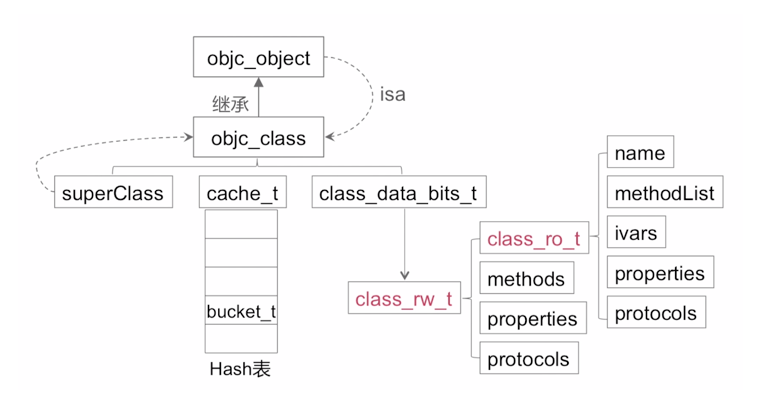 objc_object
isa
继承
objc_class
superClass
cache_t
class_data_bits_t
bucket_t
Hash表
class_rw_t
class_ro_t
methods
properties
protocols
name
methodList
ivars
properties
protocols